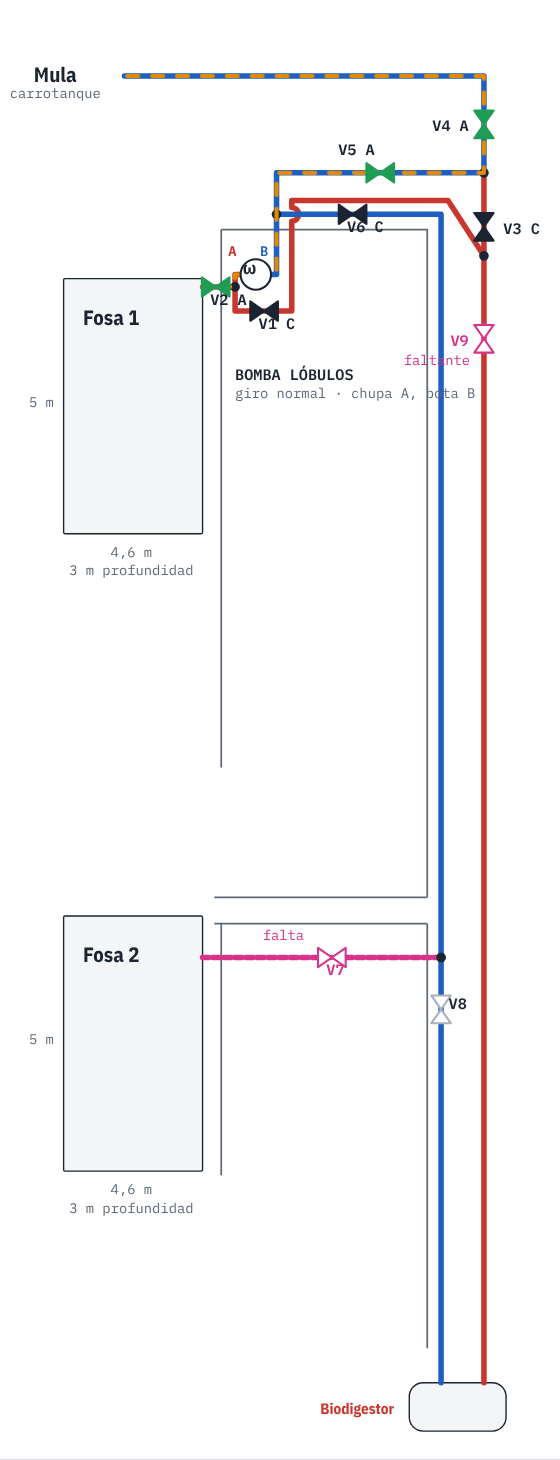 Mula
carrotanque
V4 A
V5 A
V6 C
V3 C
A
B
ω
V2 A
V1 C
Fosa 1
V9
faltante
BOMBA LÓBULOS
giro normal · chupa A, bota B
5 m
4,6 m
3 m profundidad
falta
Fosa 2
V7
V8
5 m
4,6 m
3 m profundidad
Biodigestor